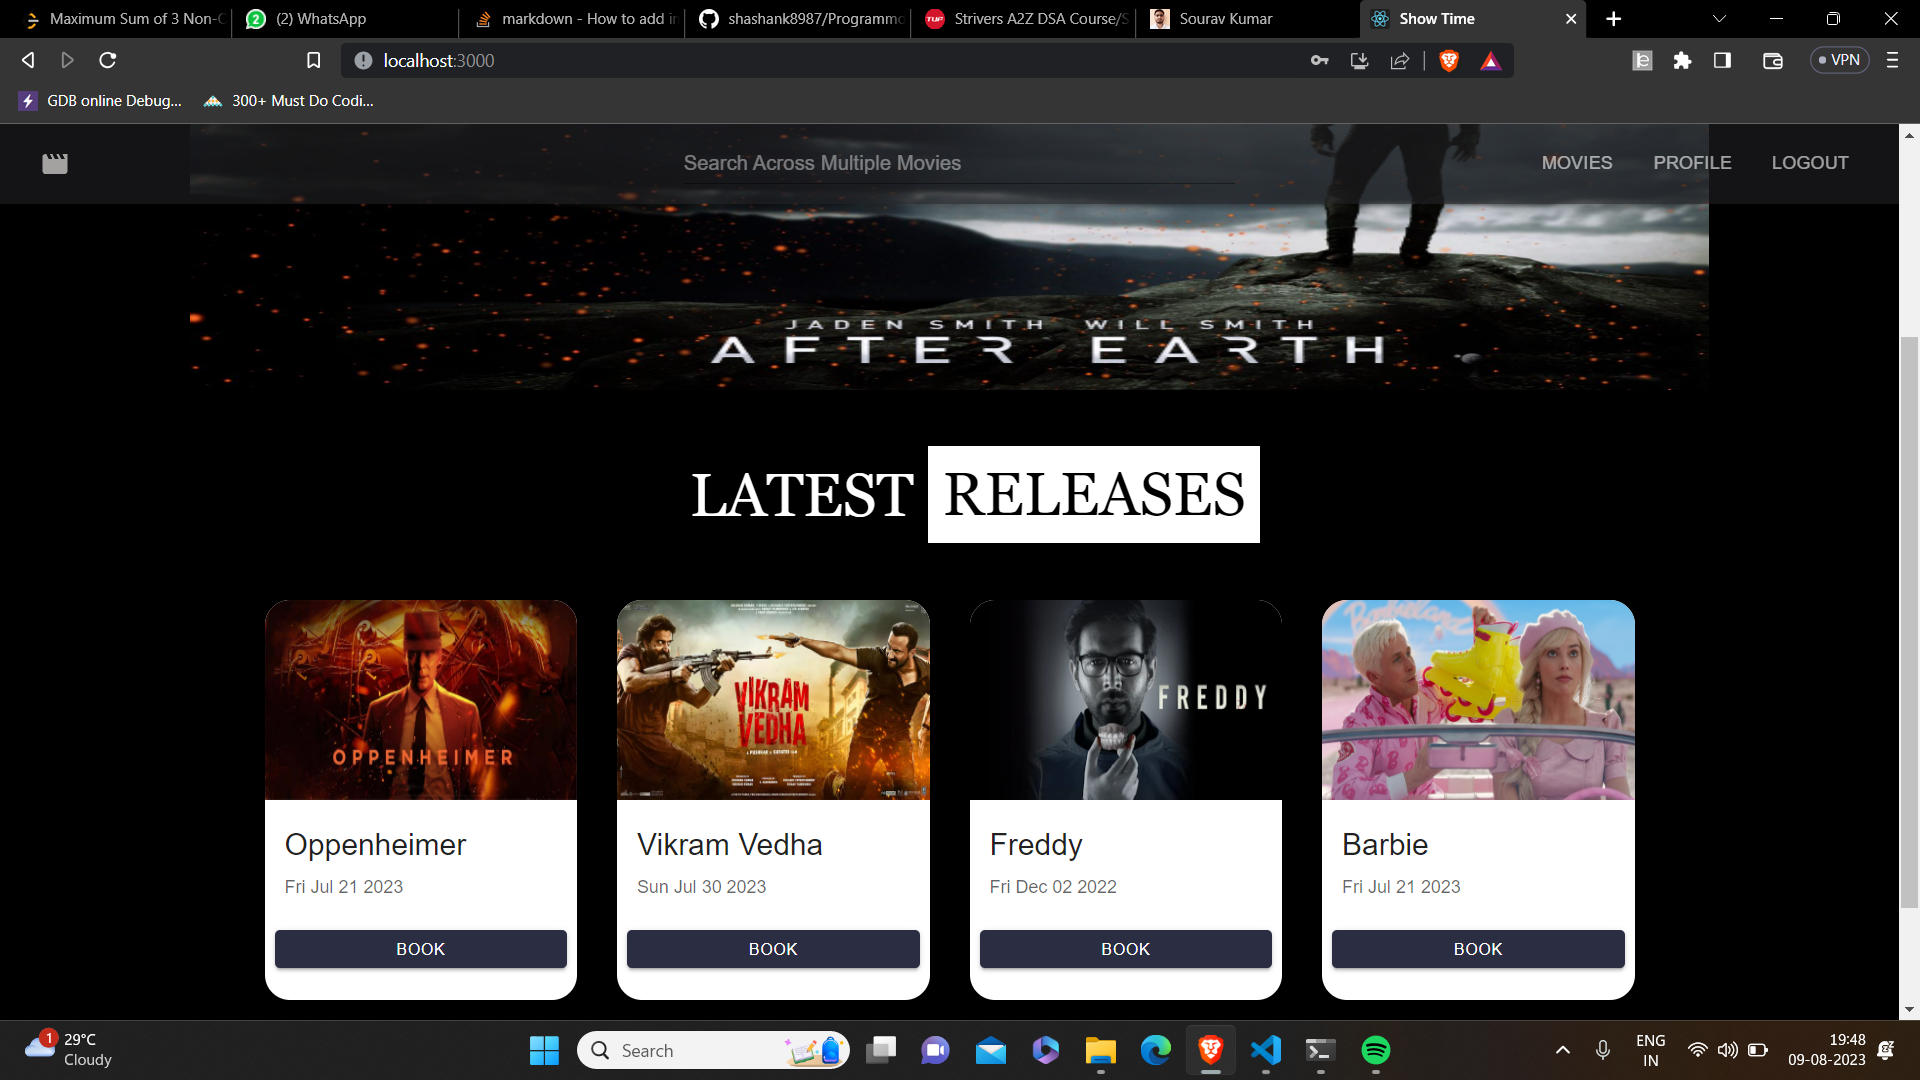 Maximum Sum of 3 Non-O
(2) WhatsApp
markdown - How to add in
shashank8987/Programmo
Strivers A2Z DSA Course/S
Sourav Kumar
Show Time
localhost:3000
VPN
GDB online Debug...
300+ Must Do Codi...
Search Across Multiple Movies
MOVIES
PROFILE
LOGOUT
JADEN SMITH WILL SMITH
AFTER EARTH
LATEST RELEASES
OPPENHEIMER
VIKRAM
VEDHA
FREDDY
Oppenheimer
Fri Jul 21 2023
BOOK
Vikram Vedha
Sun Jul 30 2023
BOOK
Freddy
Fri Dec 02 2022
BOOK
Barbie
Fri Jul 21 2023
BOOK
1
29°C
Cloudy
Search
ENG
IN
19:48
09-08-2023